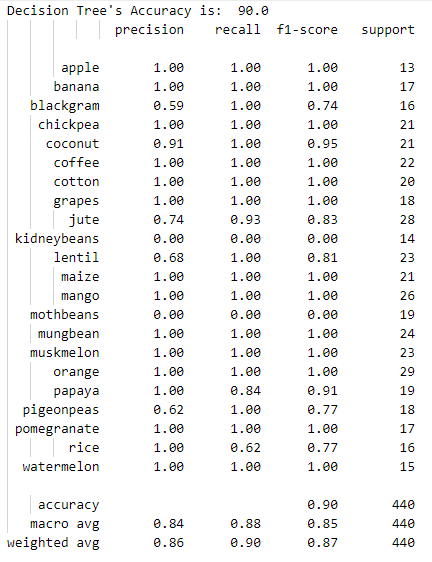 Decision Tree's Accuracy is:  90.0
              precision    recall  f1-score   support

       apple       1.00      1.00      1.00        13
      banana       1.00      1.00      1.00        17
   blackgram       0.59      1.00      0.74        16
    chickpea       1.00      1.00      1.00        21
     coconut       0.91      1.00      0.95        21
      coffee       1.00      1.00      1.00        22
      cotton       1.00      1.00      1.00        20
      grapes       1.00      1.00      1.00        18
        jute       0.74      0.93      0.83        28
 kidneybeans       0.00      0.00      0.00        14
      lentil       0.68      1.00      0.81        23
       maize       1.00      1.00      1.00        21
       mango       1.00      1.00      1.00        26
   mothbeans       0.00      0.00      0.00        19
    mungbean       1.00      1.00      1.00        24
   muskmelon       1.00      1.00      1.00        23
      orange       1.00      1.00      1.00        29
      papaya       1.00      0.84      0.91        19
  pigeonpeas       0.62      1.00      0.77        18
 pomegranate       1.00      1.00      1.00        17
        rice       1.00      0.62      0.77        16
  watermelon       1.00      1.00      1.00        15

    accuracy                           0.90       440
   macro avg       0.84      0.88      0.85       440
weighted avg       0.86      0.90      0.87       440